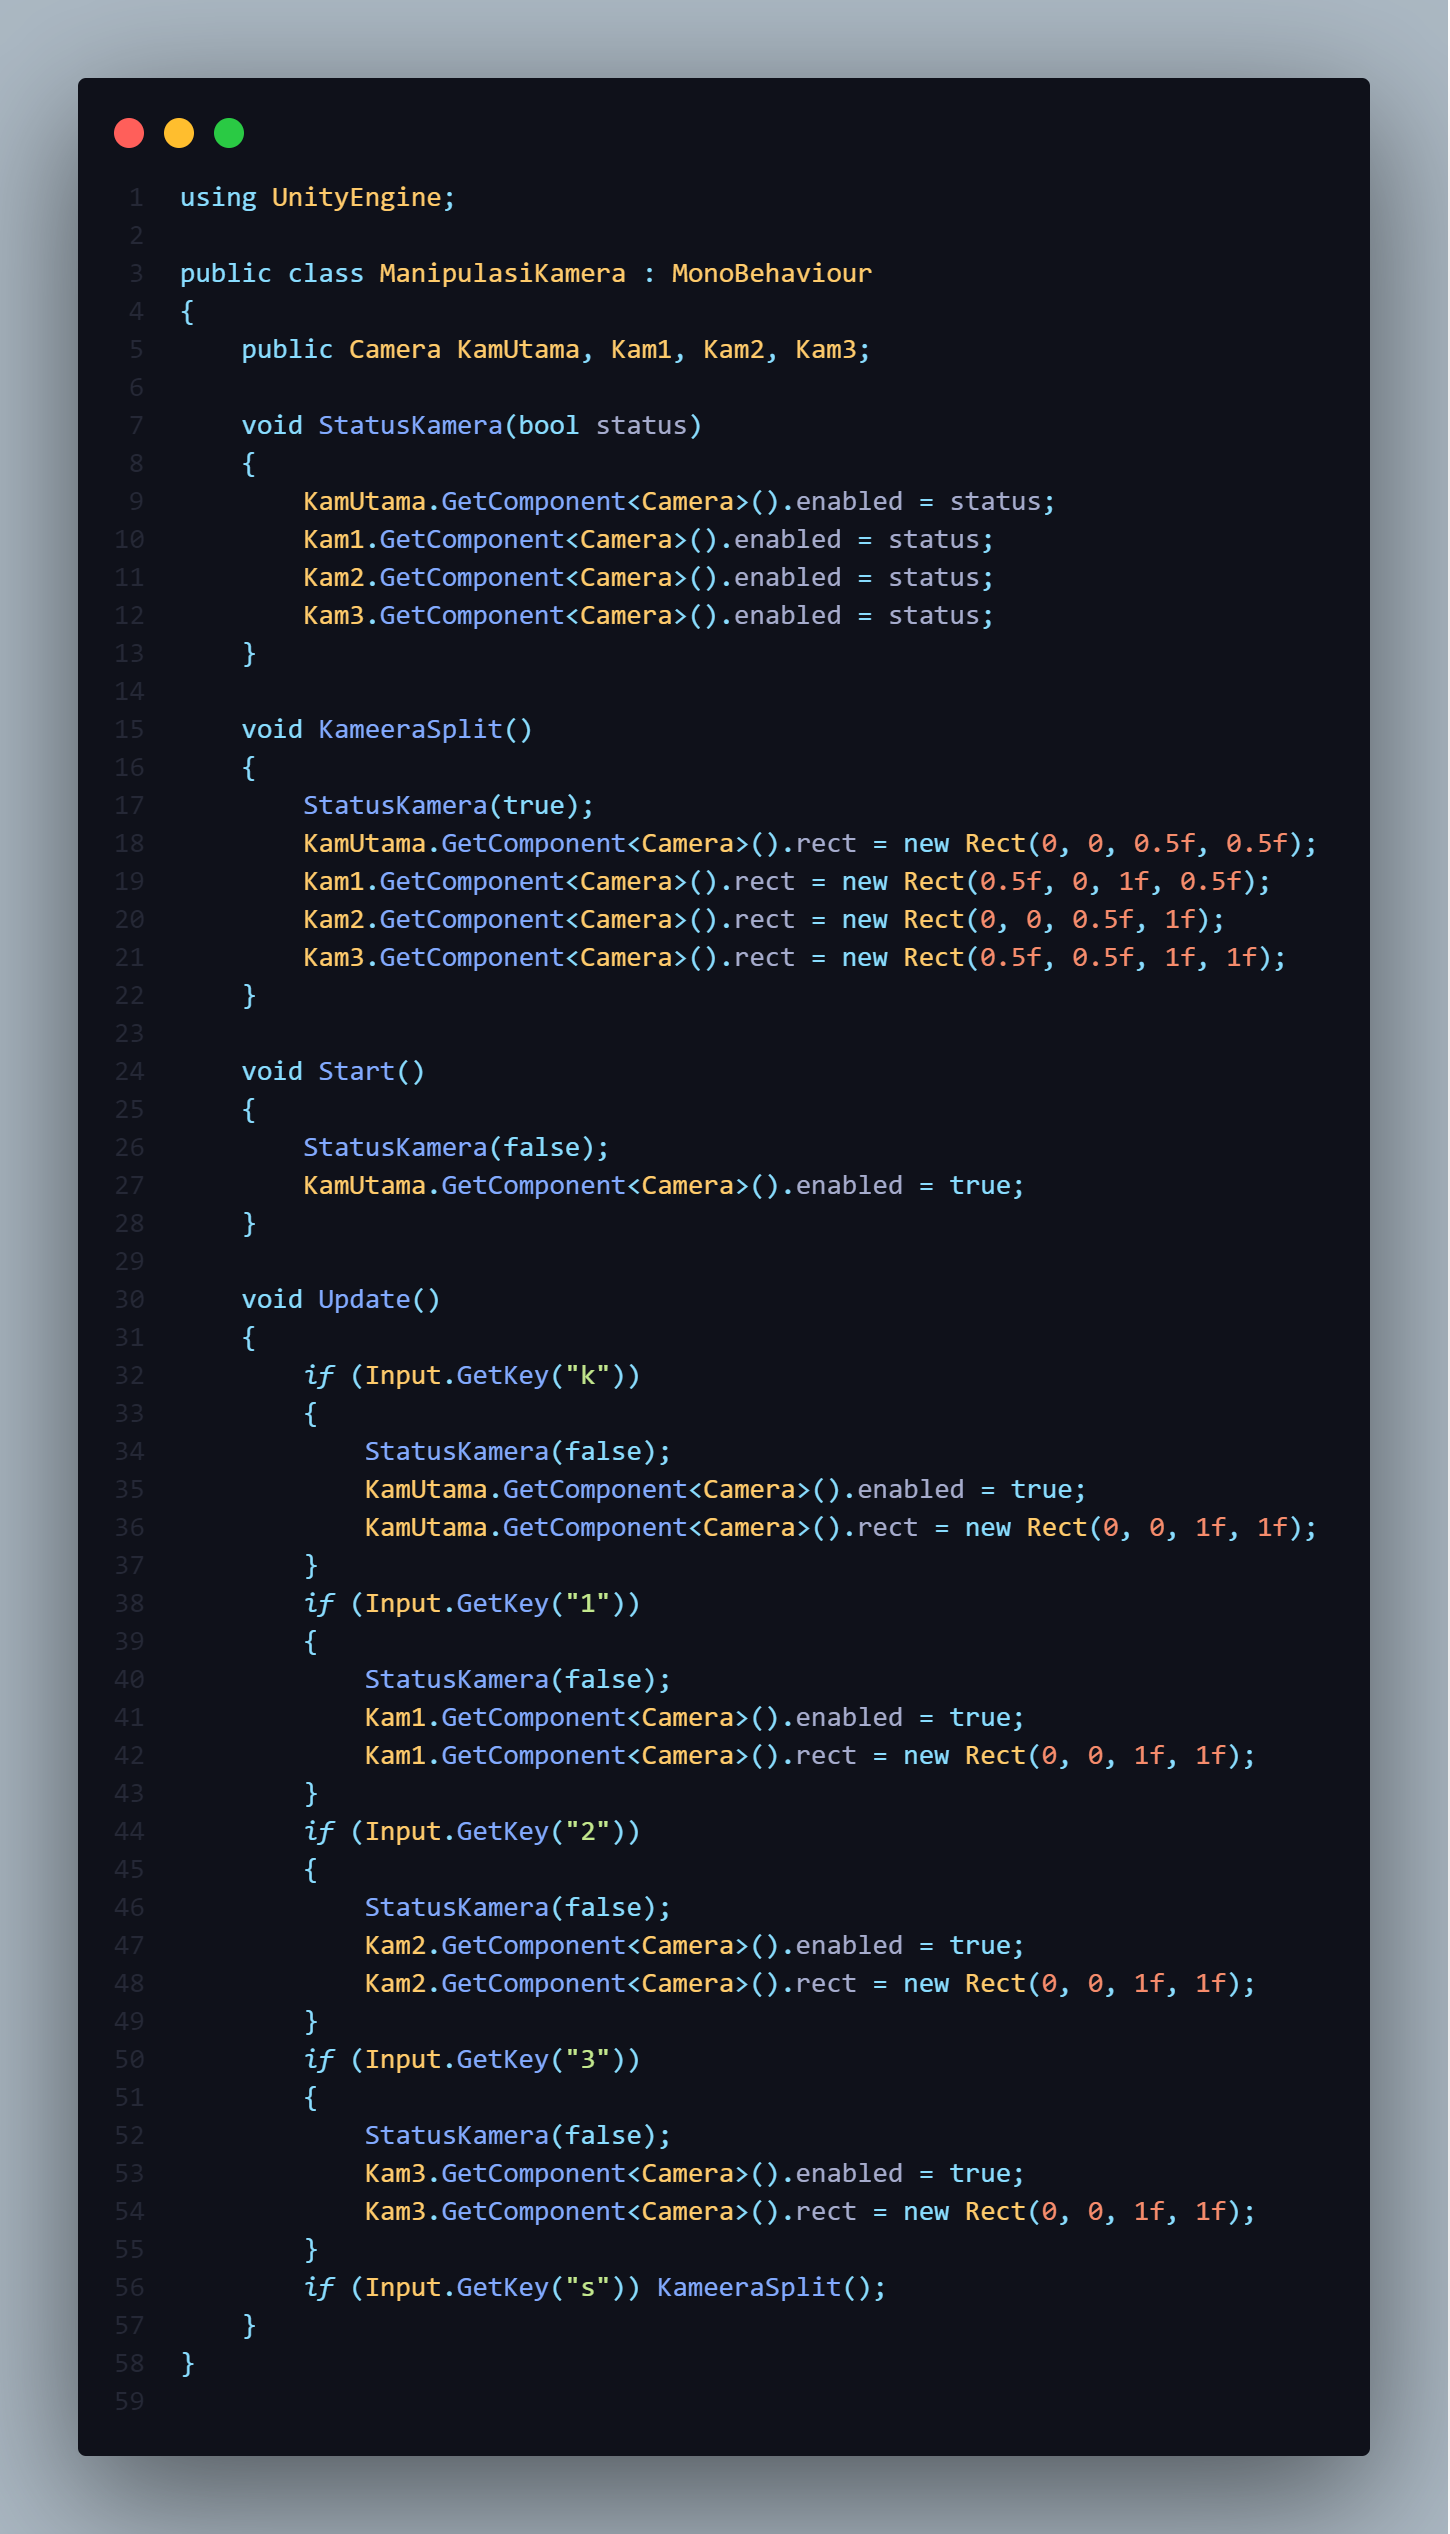 1 using UnityEngine;
2
3 public class ManipulasiKamera : MonoBehaviour
4 {
5     public Camera KamUtama, Kam1, Kam2, Kam3;
6
7     void StatusKamera(bool status)
8     {
9         KamUtama.GetComponent<Camera>().enabled = status;
10         Kam1.GetComponent<Camera>().enabled = status;
11         Kam2.GetComponent<Camera>().enabled = status;
12         Kam3.GetComponent<Camera>().enabled = status;
13     }
14
15     void KameeraSplit()
16     {
17         StatusKamera(true);
18         KamUtama.GetComponent<Camera>().rect = new Rect(0, 0, 0.5f, 0.5f);
19         Kam1.GetComponent<Camera>().rect = new Rect(0.5f, 0, 1f, 0.5f);
20         Kam2.GetComponent<Camera>().rect = new Rect(0, 0, 0.5f, 1f);
21         Kam3.GetComponent<Camera>().rect = new Rect(0.5f, 0.5f, 1f, 1f);
22     }
23
24     void Start()
25     {
26         StatusKamera(false);
27         KamUtama.GetComponent<Camera>().enabled = true;
28     }
29
30     void Update()
31     {
32         if (Input.GetKey("k"))
33         {
34             StatusKamera(false);
35             KamUtama.GetComponent<Camera>().enabled = true;
36             KamUtama.GetComponent<Camera>().rect = new Rect(0, 0, 1f, 1f);
37         }
38         if (Input.GetKey("1"))
39         {
40             StatusKamera(false);
41             Kam1.GetComponent<Camera>().enabled = true;
42             Kam1.GetComponent<Camera>().rect = new Rect(0, 0, 1f, 1f);
43         }
44         if (Input.GetKey("2"))
45         {
46             StatusKamera(false);
47             Kam2.GetComponent<Camera>().enabled = true;
48             Kam2.GetComponent<Camera>().rect = new Rect(0, 0, 1f, 1f);
49         }
50         if (Input.GetKey("3"))
51         {
52             StatusKamera(false);
53             Kam3.GetComponent<Camera>().enabled = true;
54             Kam3.GetComponent<Camera>().rect = new Rect(0, 0, 1f, 1f);
55         }
56         if (Input.GetKey("s")) KameeraSplit();
57     }
58 }
59